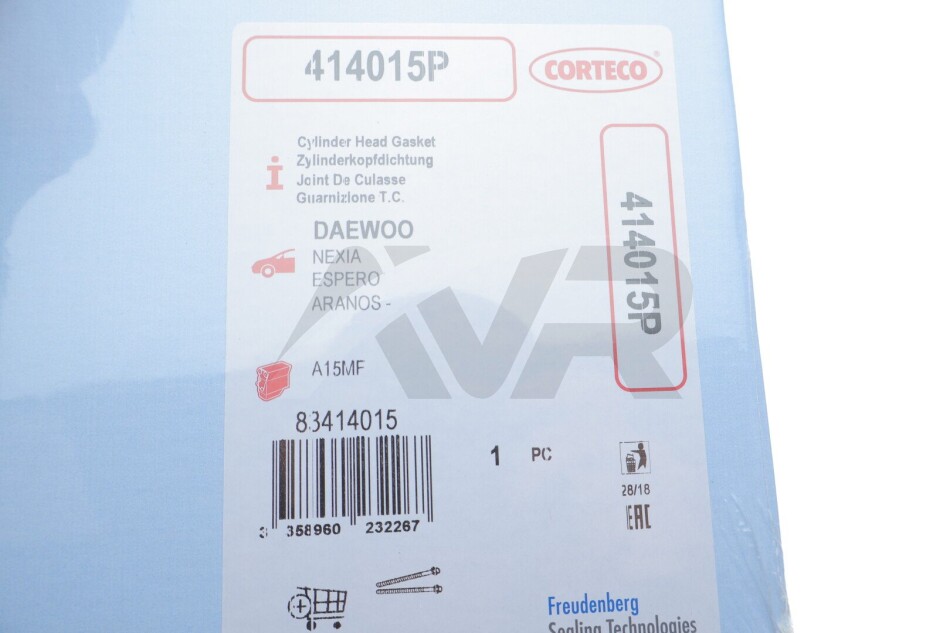 414015P
CORTECO®
Cylinder Head Gasket
Zylinderkopfdichtung
Joint De Culasse
Guarnizione T.C.
414015P
DAEWOO
NEXIA
ESPERO
ARANOS -
AVR
A15MF
83414015
1 PC
28/18
EAC
3 358960 232267
Freudenberg
Sealing Technologies